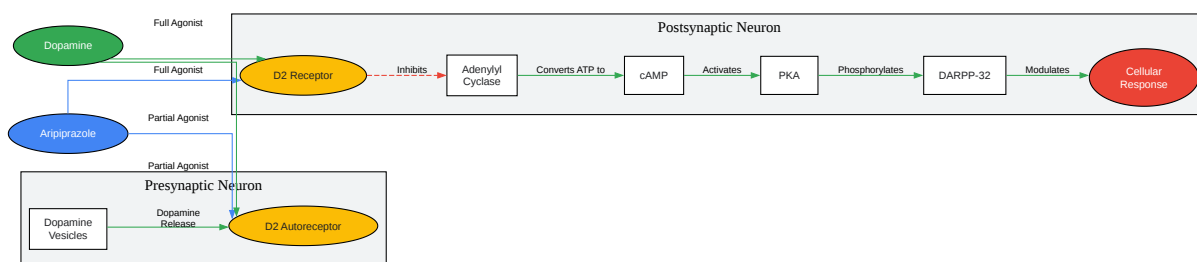 Full Agonist
Postsynaptic Neuron
Dopamine
Full Agonist
D2 Receptor
Inhibits
Adenylyl
Cyclase
Converts ATP to
cAMP
Activates
PKA
Phosphorylates
DARPP-32
Modulates
Cellular
Response
Aripiprazole
Partial Agonist
Partial Agonist
Presynaptic Neuron
Dopamine
Vesicles
Dopamine
Release
D2 Autoreceptor